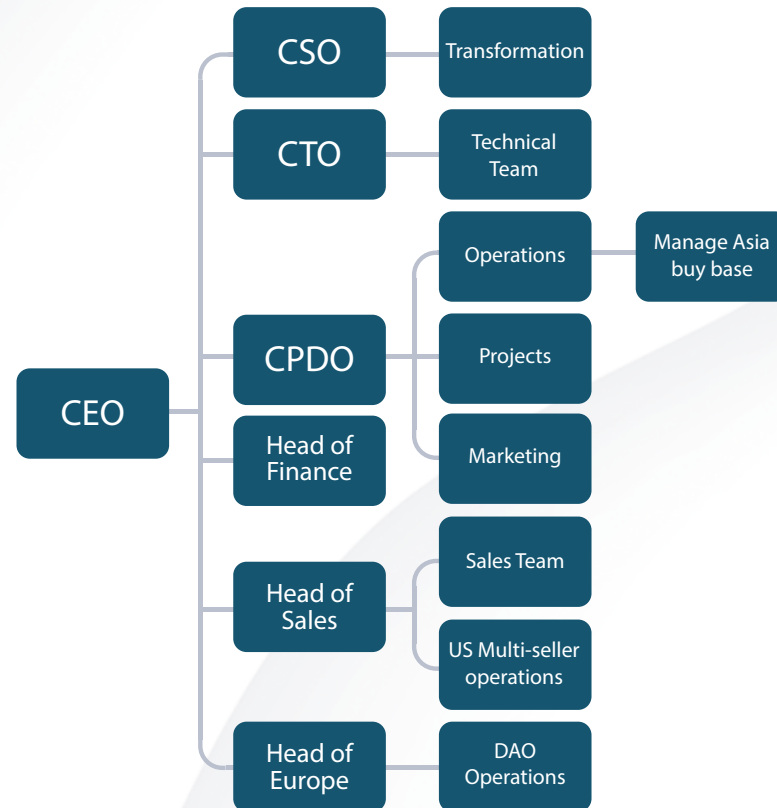 CSO
Transformation
CTO
Technical
Team
Operations
Manage Asia
buy base
CPDO
Projects
CEO
Head of
Finance
Marketing
Head of
Sales
Sales Team
US Multi-seller
operations
Head of
Europe
DAO
Operations